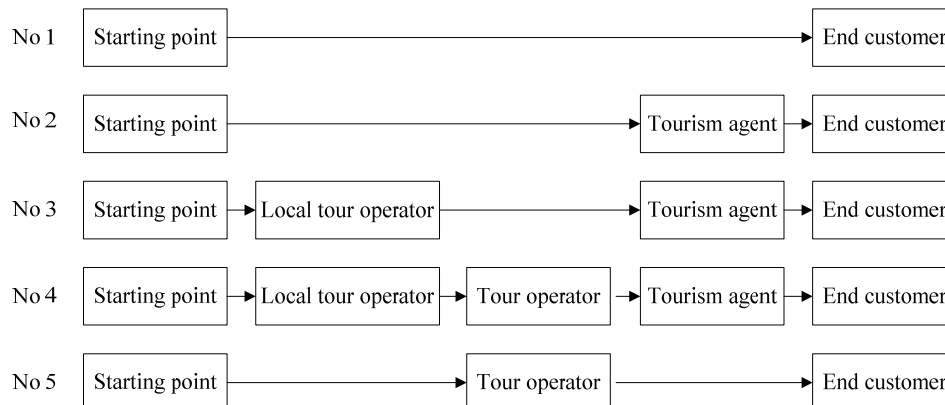 No 1 Starting point End customer
No 2 Starting point Tourism agent End customer
No 3 Starting point Local tour operator Tourism agent End customer
No 4 Starting point Local tour operator Tour operator Tourism agent End customer
No 5 Starting point Tour operator End customer